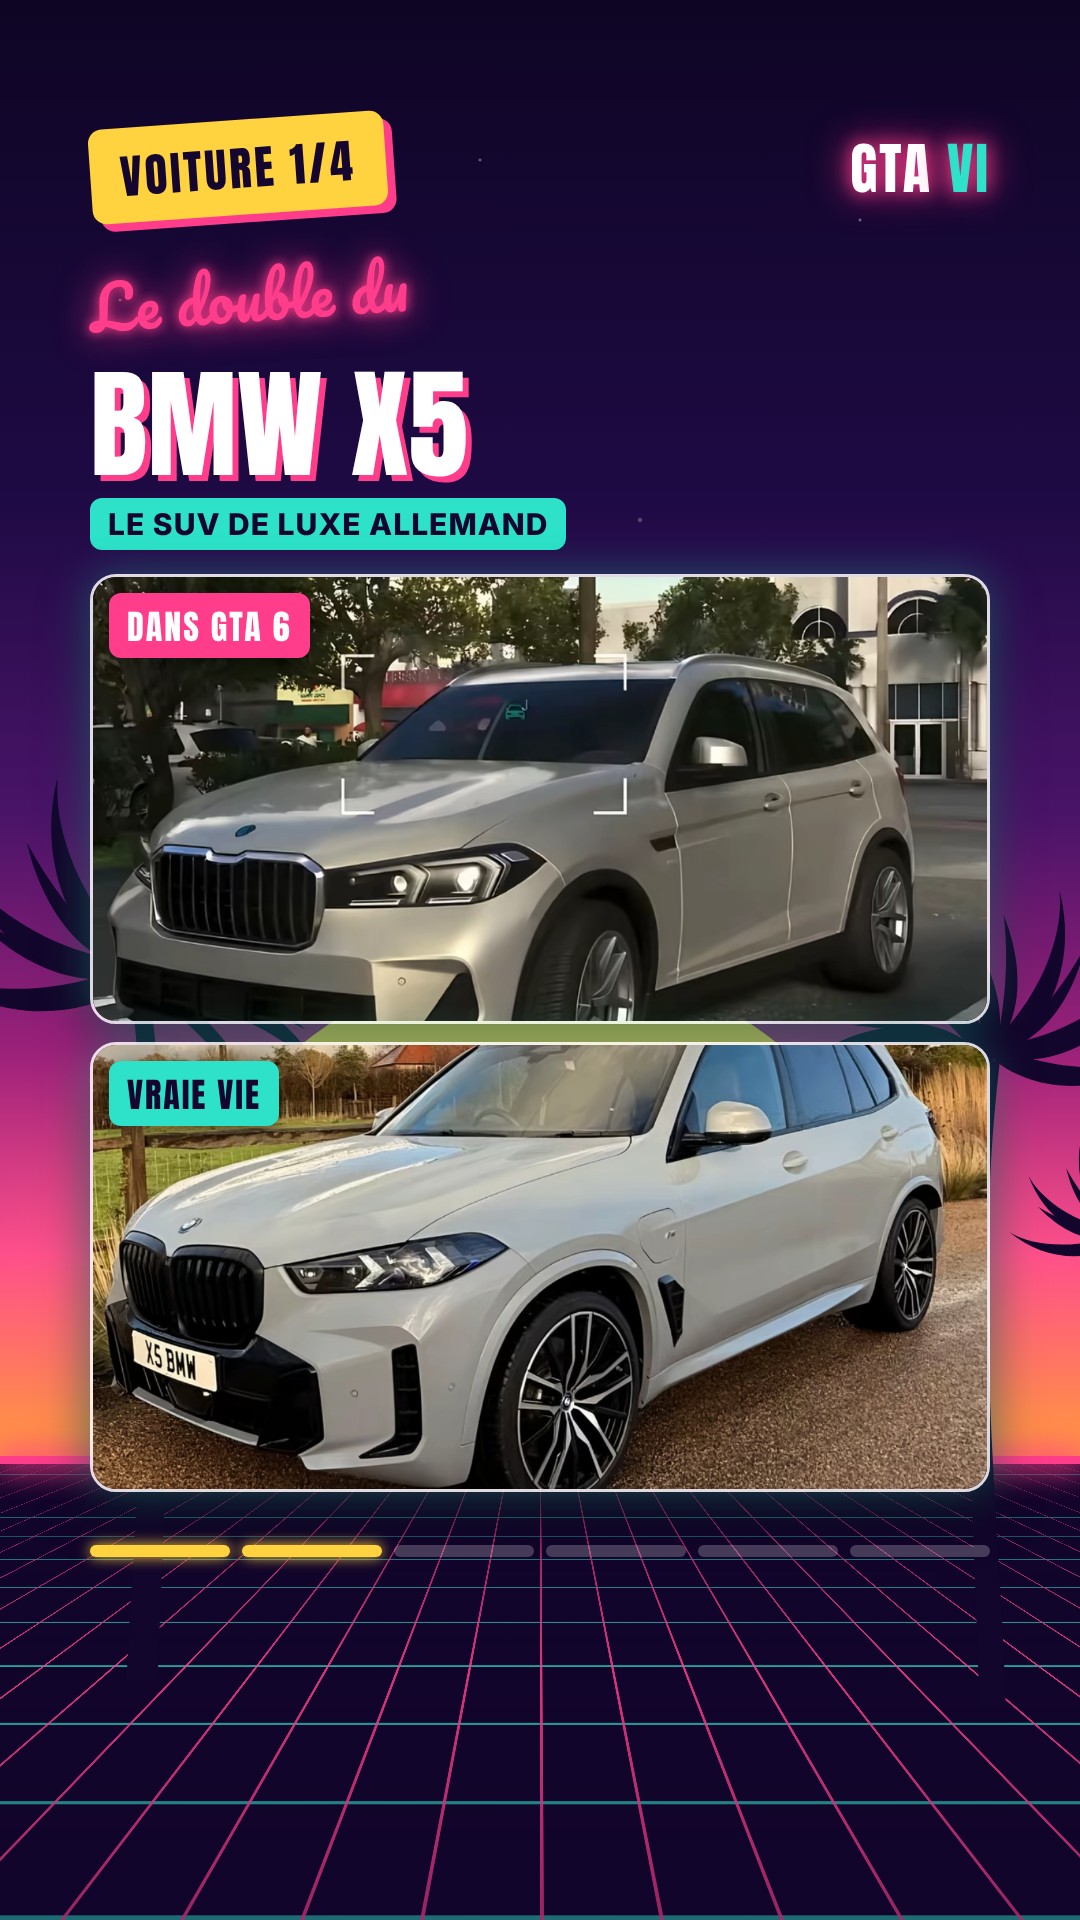 VOITURE 1/4
GTA VI
Le double du
BMW X5
LE SUV DE LUXE ALLEMAND
DANS GTA 6
VRAIE VIE
X5 BMW